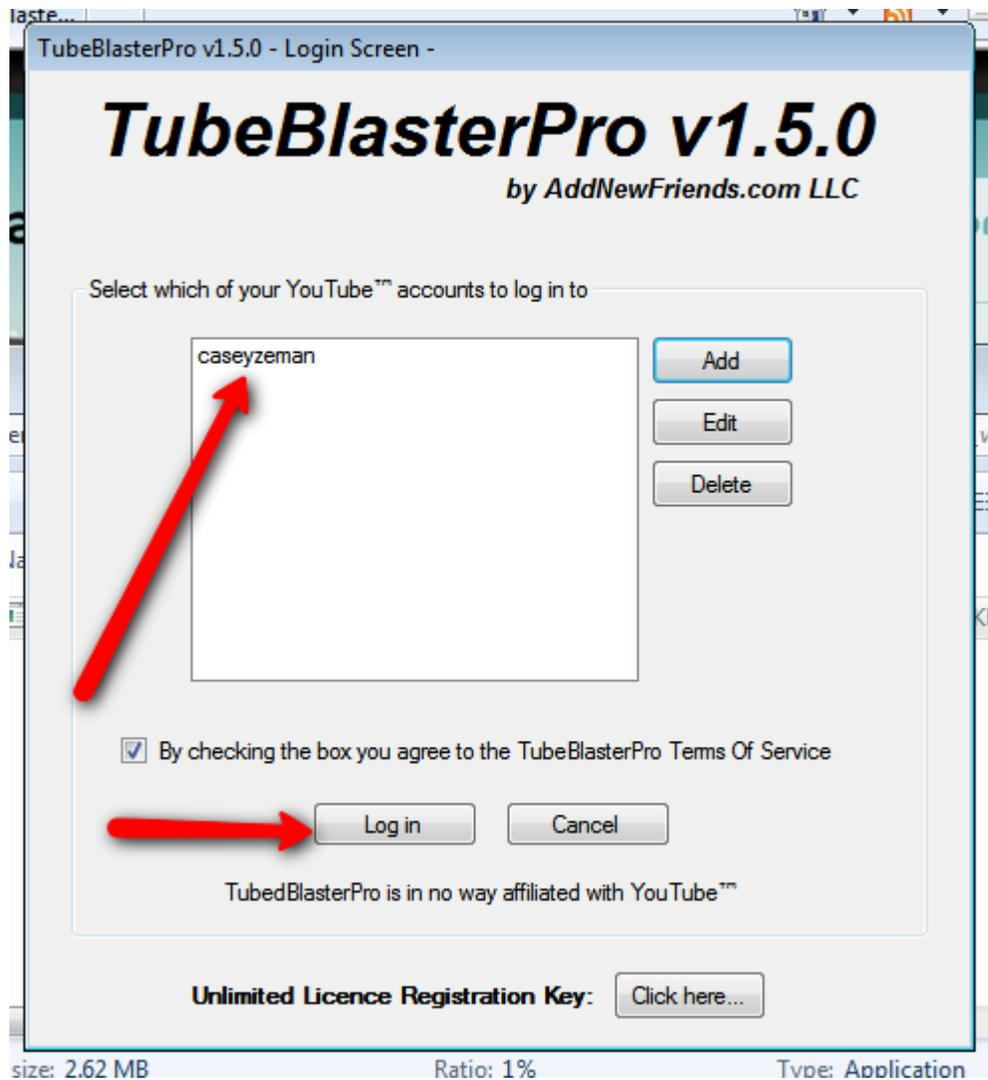 laste...
TubeBlasterPro v1.5.0 - Login Screen -
TubeBlasterPro v1.5.0
by AddNewFriends.com LLC
Select which of your YouTube™ accounts to log in to
caseyzeman
Add
Edit
Delete
By checking the box you agree to the TubeBlasterPro Terms Of Service
Log in
Cancel
TubedBlasterPro is in no way affiliated with YouTube™
Unlimited Licence Registration Key:
Click here...
size: 2.62 MB
Ratio: 1%
Type: Application